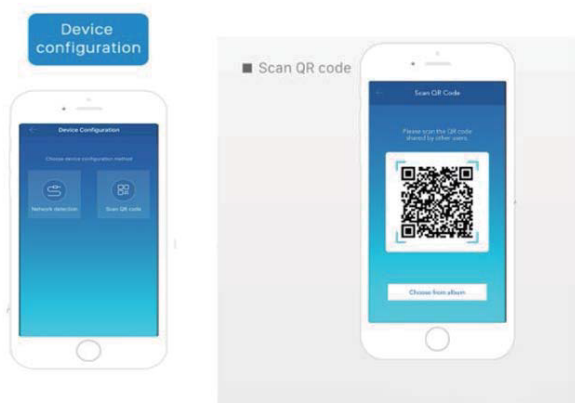 Device
configuration
Device Configuration
Choose device configuration method
Network detection
Scan QR code
■ Scan QR code
Scan QR Code
Please scan the QR code
shared by other users.
Choose from album